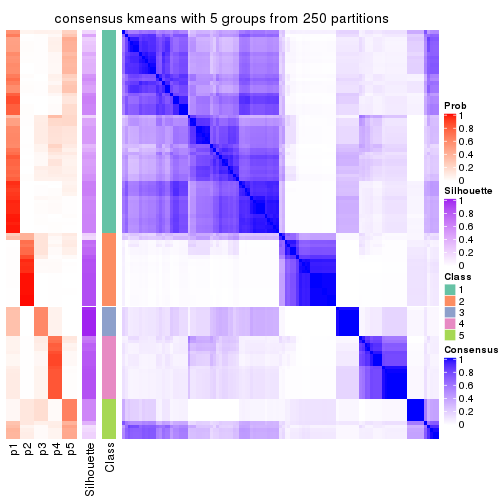 consensus kmeans with 5 groups from 250 partitions
Prob
1
0.8
0.6
0.4
0.2
0
Silhouette
1
0.8
0.6
0.4
0.2
0
Class
1
2
3
4
5
Consensus
1
0.8
0.6
0.4
0.2
0
p1
p2
p3
p4
p5
Silhouette
Class